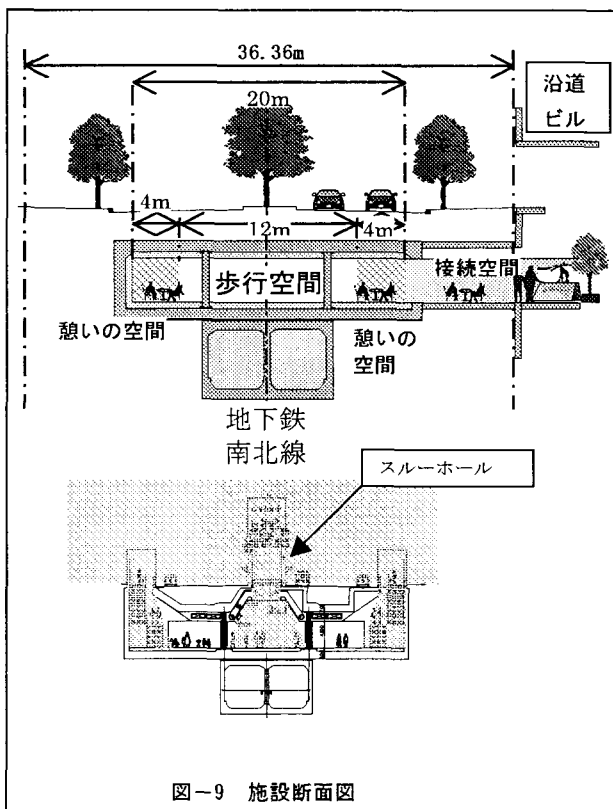 36.36m
沿道
ビル
20m
4m
12m
4m
歩行空間
接続空間
憩いの空間
憩いの
空間
地下鉄
南北線
スルーホール
図－9 施設断面図